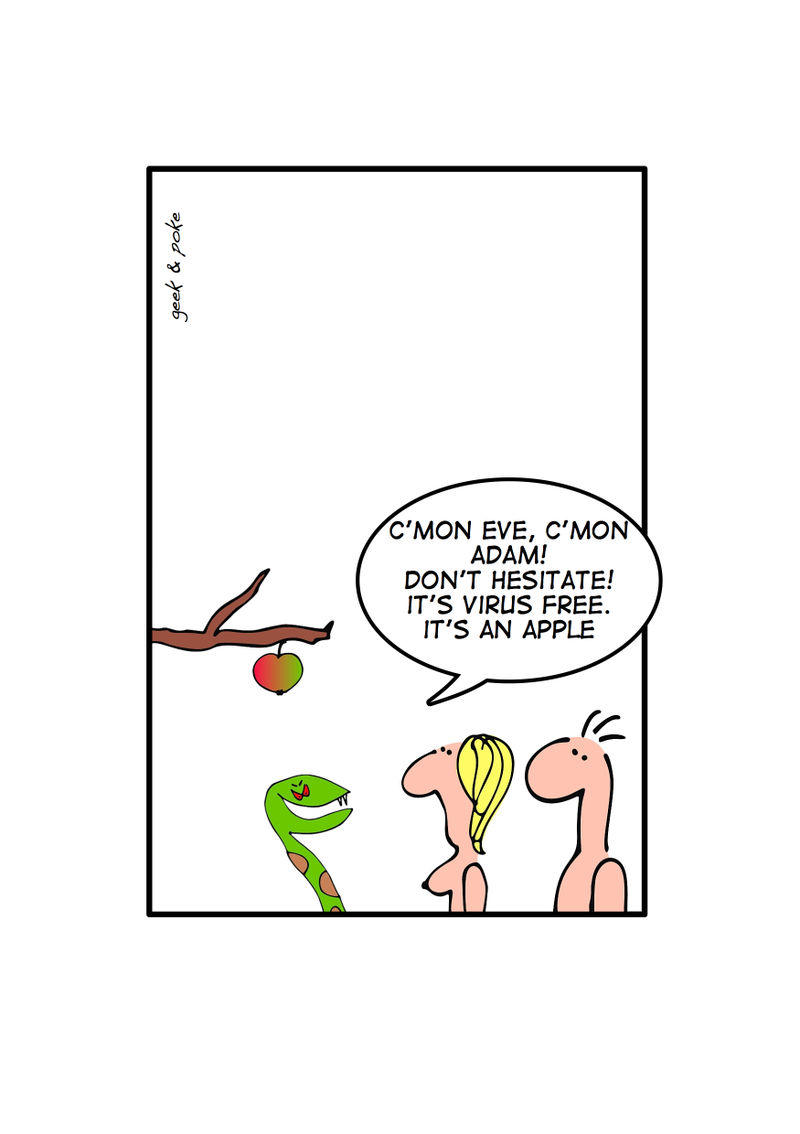 geek & poke
C'MON EVE, C'MON
ADAM!
DON'T HESITATE!
IT'S VIRUS FREE.
IT'S AN APPLE